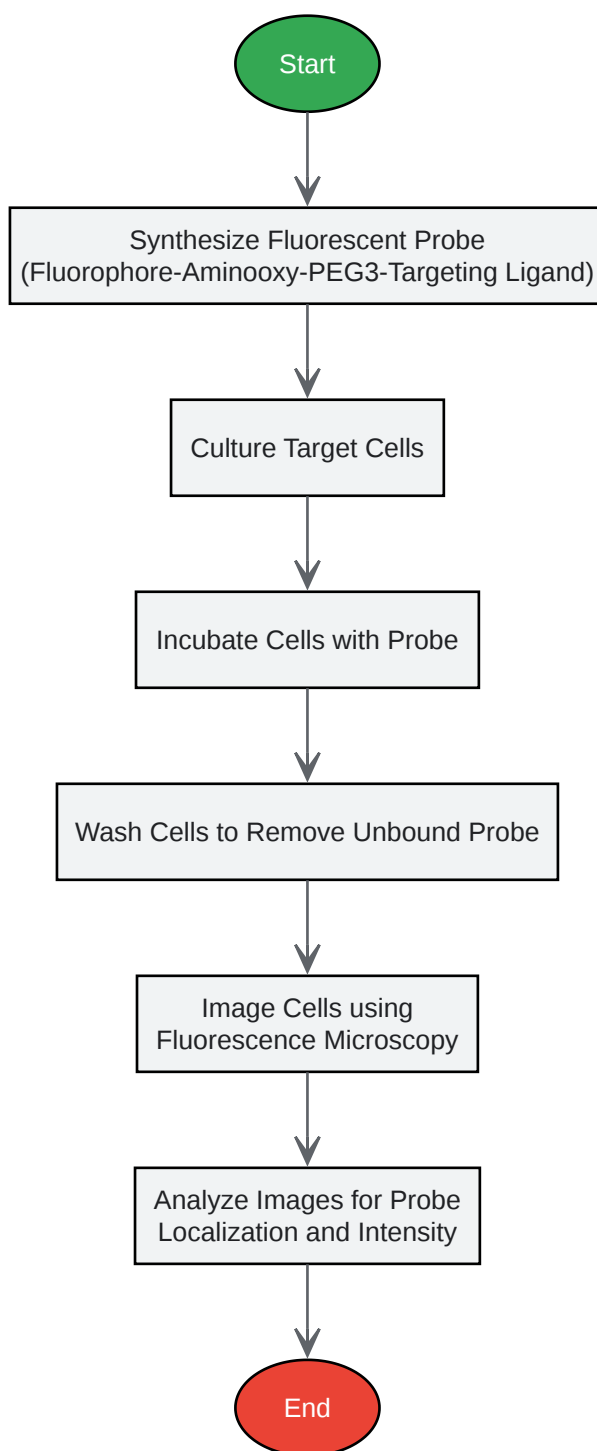 Start
Synthesize Fluorescent Probe
(Fluorophore-Aminooxy-PEG3-Targeting Ligand)
Culture Target Cells
Incubate Cells with Probe
Wash Cells to Remove Unbound Probe
Image Cells using
Fluorescence Microscopy
Analyze Images for Probe
Localization and Intensity
End